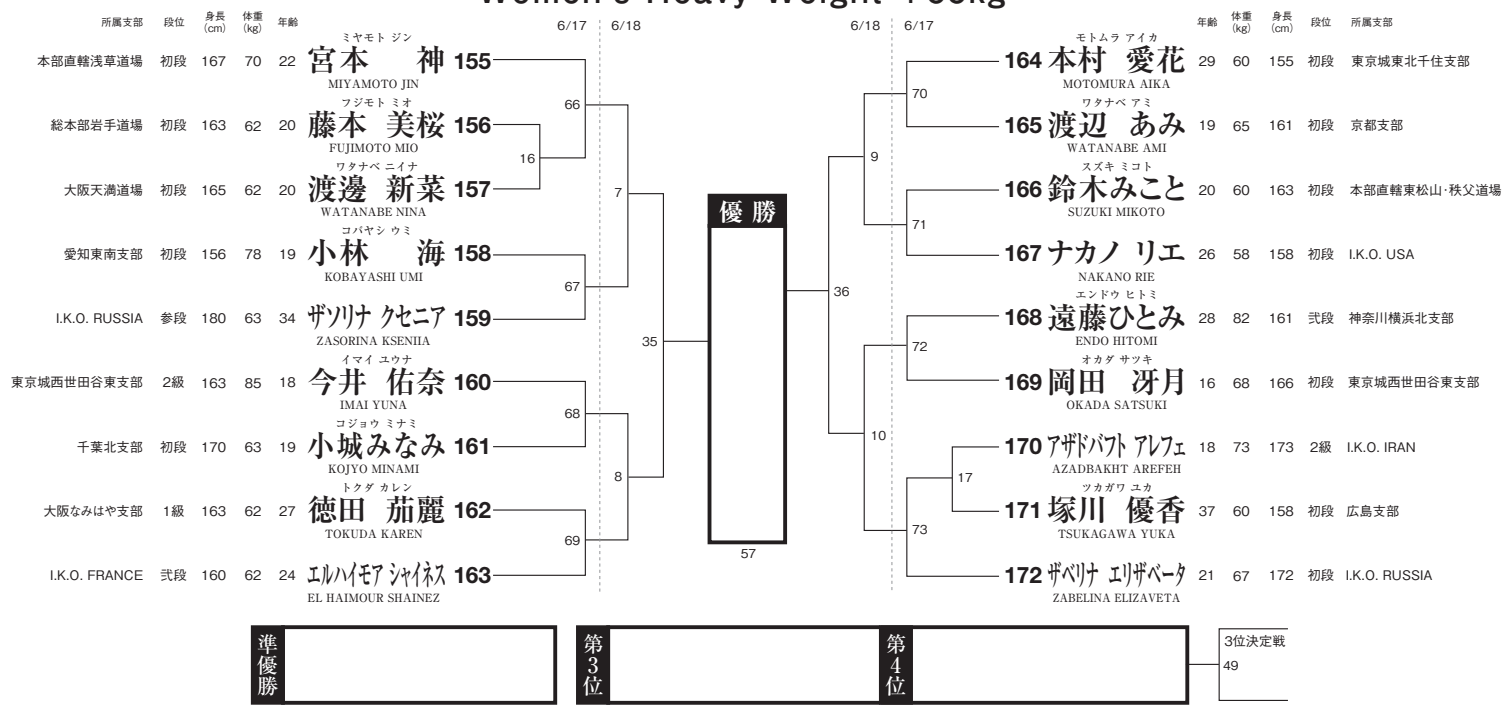 所属支部 段位 身長(cm) 体重(kg) 年齢 6/17 6/18 6/18 6/17 年齢 体重(kg) 身長(cm) 段位 所属支部
ミヤモト ジン
本部直轄浅草道場 初段 167 70 22 宮本 神 155
MIYAMOTO JIN
フジモト ミオ
総本部岩手道場 初段 163 62 20 藤本 美桜 156
FUJIMOTO MIO
ワタナベ ニイナ
大阪天満道場 初段 165 62 20 渡邊 新菜 157
WATANABE NINA
コバヤシ ウミ
愛知東南支部 初段 156 78 19 小林 海 158
KOBAYASHI UMI
I.K.O. RUSSIA 参段 180 63 34 ザソリナ クセニア 159
ZASORINA KSENIIA
イマイ ユウナ
東京城西世田谷東支部 2級 163 85 18 今井 佑奈 160
IMAI YUNA
コジョウ ミナミ
千葉北支部 初段 170 63 19 小城みなみ 161
KOJYO MINAMI
トクダ カレン
大阪なみはや支部 1級 163 62 27 徳田 茄麗 162
TOKUDA KAREN
I.K.O. FRANCE 弐段 160 62 24 エルハイモア シャイネス 163
EL HAIMOUR SHAINEZ
66
16
7
67
35
68
8
69
優勝
57
モトムラ アイカ
164 本村 愛花 29 60 155 初段 東京城東北千住支部
MOTOMURA AIKA
ワタナベ アミ
165 渡辺 あみ 19 65 161 初段 京都支部
WATANABE AMI
スズキ ミコト
166 鈴木みこと 20 60 163 初段 本部直轄東松山・秩父道場
SUZUKI MIKOTO
167 ナカノ リエ 26 58 158 初段 I.K.O. USA
NAKANO RIE
エンドウ ヒトミ
168 遠藤ひとみ 28 82 161 弐段 神奈川横浜北支部
ENDO HITOMI
オカダ サツキ
169 岡田 冴月 16 68 166 初段 東京城西世田谷東支部
OKADA SATSUKI
170 アザドバフト アレフェ 18 73 173 2級 I.K.O. IRAN
AZADBAKHT AREFEH
ツカガワ ユカ
171 塚川 優香 37 60 158 初段 広島支部
TSUKAGAWA YUKA
172 ザベリナ エリザベータ 21 67 172 初段 I.K.O. RUSSIA
ZABELINA ELIZAVETA
70
9
71
36
72
10
17
73
準優勝
第3位
第4位
3位決定戦
49